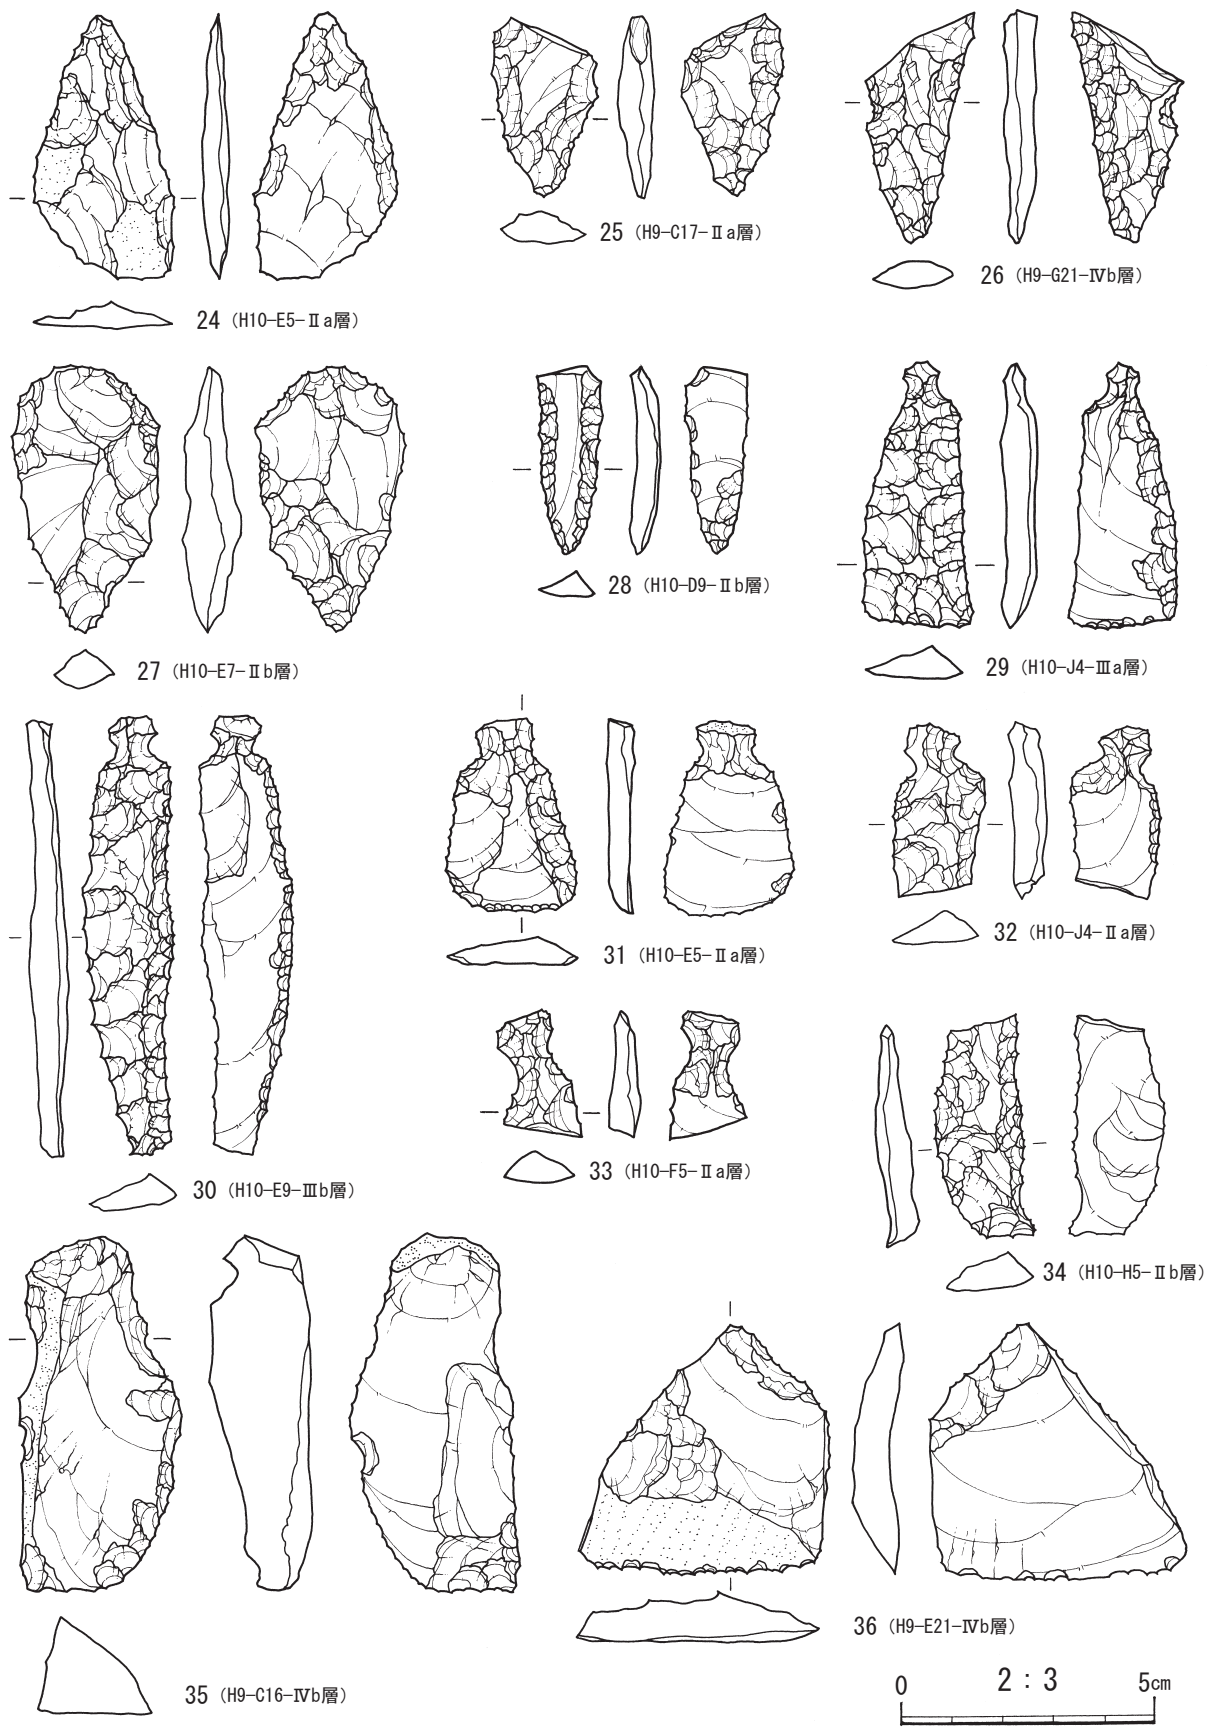 24 (H10-E5-Ⅱa層)
25 (H9-C17-Ⅱa層)
26 (H9-G21-Ⅳb層)
27 (H10-E7-Ⅱb層)
28 (H10-D9-Ⅱb層)
29 (H10-J4-Ⅲa層)
30 (H10-E9-Ⅲb層)
31 (H10-E5-Ⅱa層)
32 (H10-J4-Ⅱa層)
33 (H10-F5-Ⅱa層)
34 (H10-H5-Ⅱb層)
35 (H9-C16-Ⅳb層)
36 (H9-E21-Ⅳb層)
0 2:3 5cm